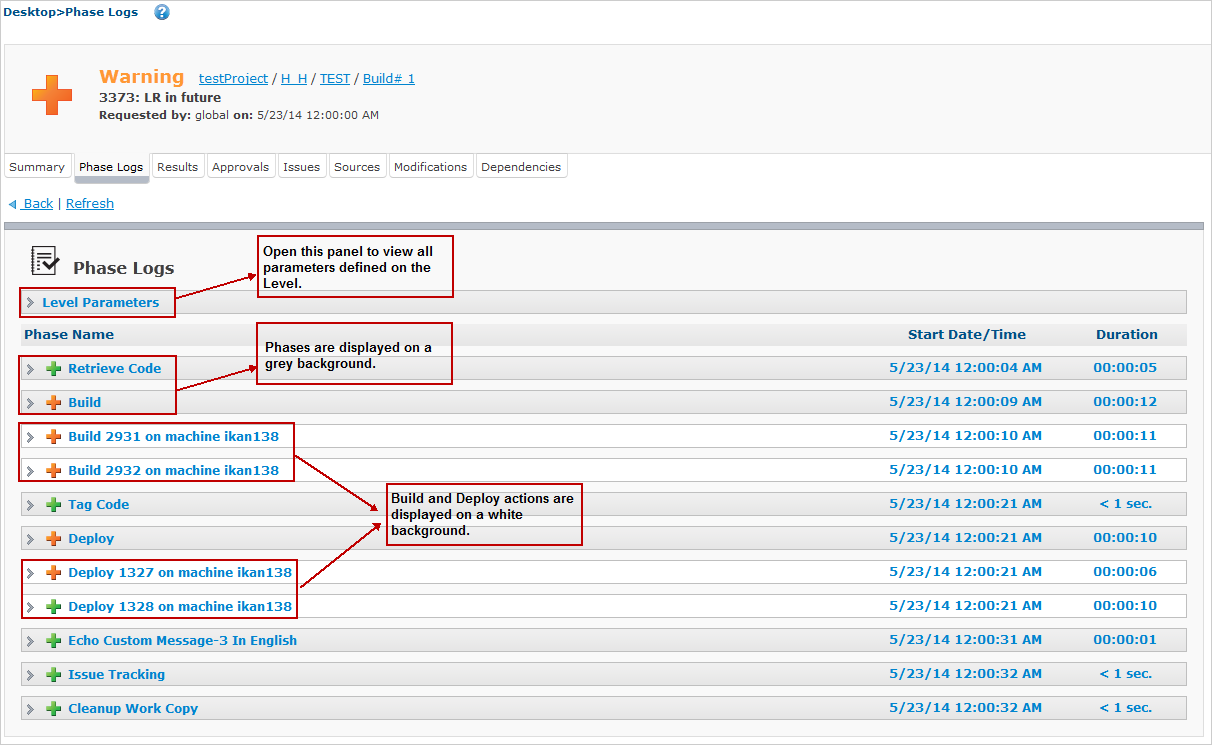 Desktop>Phase Logs ?
Warning testProject / H_H / TEST / Build# 1
3373: LR in future
Requested by: global on: 5/23/14 12:00:00 AM
Summary Phase Logs Results Approvals Issues Sources Modifications Dependencies
Back | Refresh
Phase Logs
Open this panel to view all
parameters defined on the
Level.
Level Parameters
Phase Name Start Date/Time Duration
Phases are displayed on a
grey background.
Retrieve Code 5/23/14 12:00:04 AM 00:00:05
Build 5/23/14 12:00:09 AM 00:00:12
Build 2931 on machine ikan138 5/23/14 12:00:10 AM 00:00:11
Build 2932 on machine ikan138 5/23/14 12:00:10 AM 00:00:11
Build and Deploy actions are
displayed on a white
background.
Tag Code 5/23/14 12:00:21 AM < 1 sec.
Deploy 5/23/14 12:00:21 AM 00:00:10
Deploy 1327 on machine ikan138 5/23/14 12:00:21 AM 00:00:06
Deploy 1328 on machine ikan138 5/23/14 12:00:21 AM 00:00:10
Echo Custom Message-3 In English 5/23/14 12:00:31 AM 00:00:01
Issue Tracking 5/23/14 12:00:32 AM < 1 sec.
Cleanup Work Copy 5/23/14 12:00:32 AM < 1 sec.